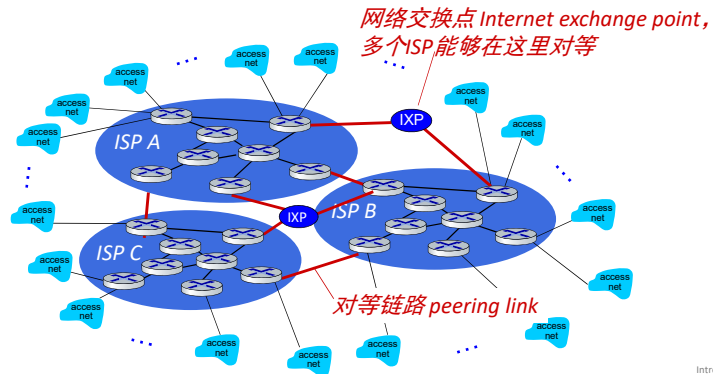 网络交换点 Internet exchange point，
多个ISP能够在这里对等
access
net
access
net
access
net
access
net
access
net
...
...
access
net
access
net
IXP
access
net
access
net
ISP A
...
...
access
net
IXP
ISP B
access
net
ISP C
access
net
access
net
access
net
对等链路 peering link
...
access
net
access
net
access
net
...
access
net
Intro